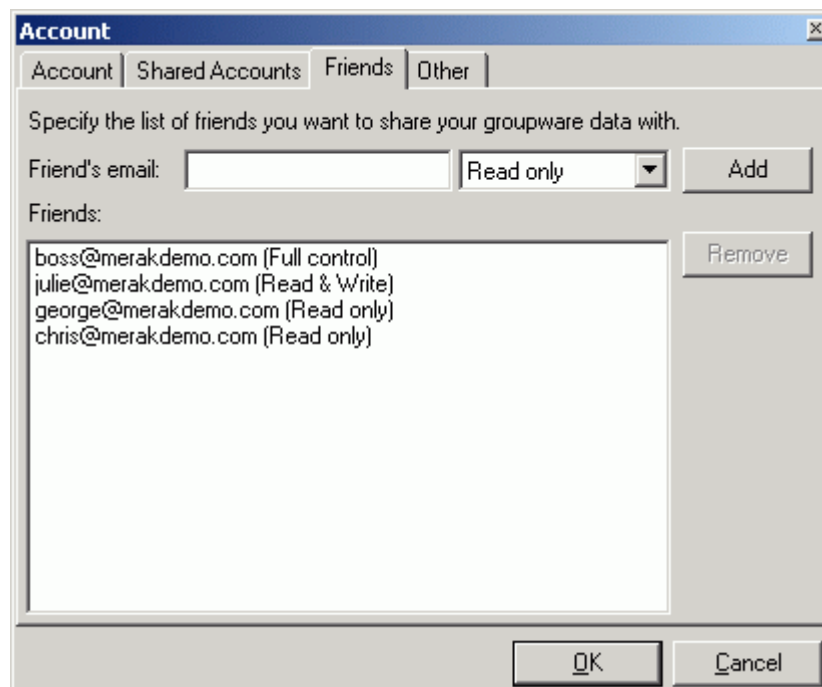 Account
Account Shared Accounts Friends Other
Specify the list of friends you want to share your groupware data with.
Friend's email: Read only Add
Friends:
Remove
boss@merakdemo.com (Full control)
julie@merakdemo.com (Read & Write)
george@merakdemo.com (Read only)
chris@merakdemo.com (Read only)
OK Cancel